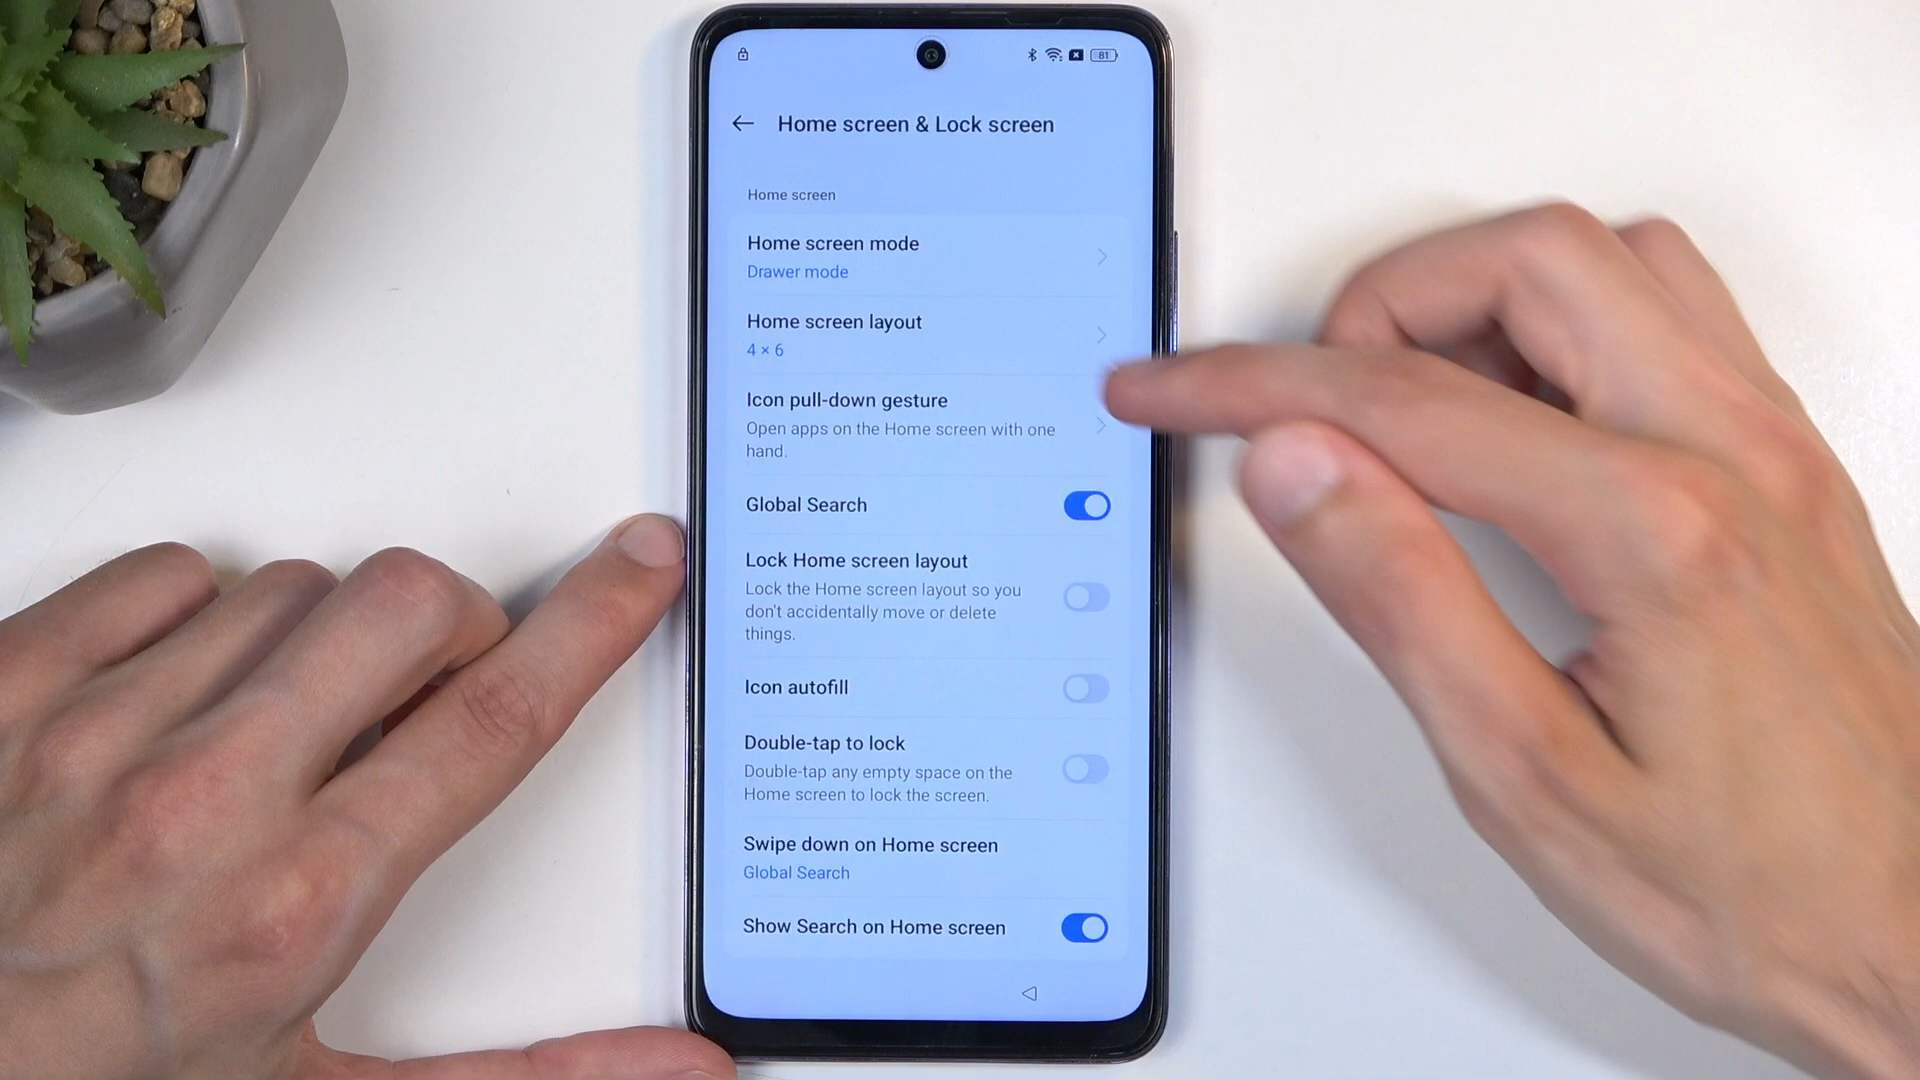 81
Home screen & Lock screen
Home screen
Home screen mode
Drawer mode
Home screen layout
4 × 6
Icon pull-down gesture
Open apps on the Home screen with one
hand.
Global Search
Lock Home screen layout
Lock the Home screen layout so you
don't accidentally move or delete
things.
Icon autofill
Double-tap to lock
Double-tap any empty space on the
Home screen to lock the screen.
Swipe down on Home screen
Global Search
Show Search on Home screen